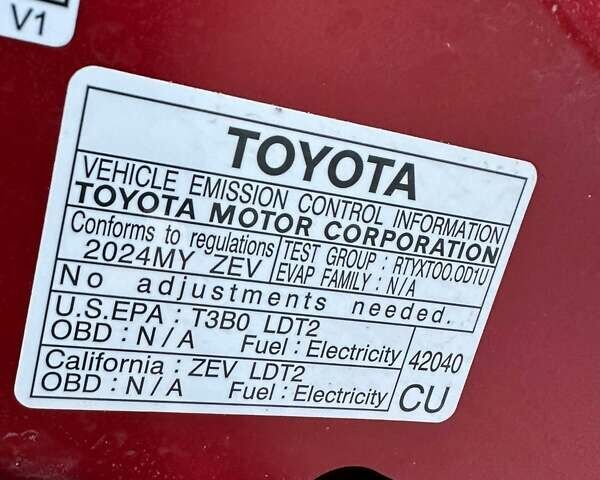 V1
TOYOTA
VEHICLE EMISSION CONTROL INFORMATION
TOYOTA MOTOR CORPORATION
Conforms to regulations
2024MY ZEV
TEST GROUP : RTYXT00.0D1U
EVAP FAMILY : N/A
No adjustments needed.
U.S.EPA : T3B0 LDT2
OBD : N/A Fuel : Electricity
California : ZEV LDT2
OBD : N/A Fuel : Electricity
42040
CU